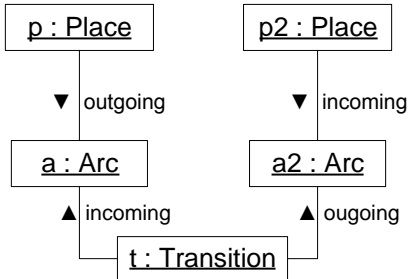 p : Place
p2 : Place
▼ outgoing
▼ incoming
a : Arc
a2 : Arc
▲ incoming
▲ ougoing
t : Transition